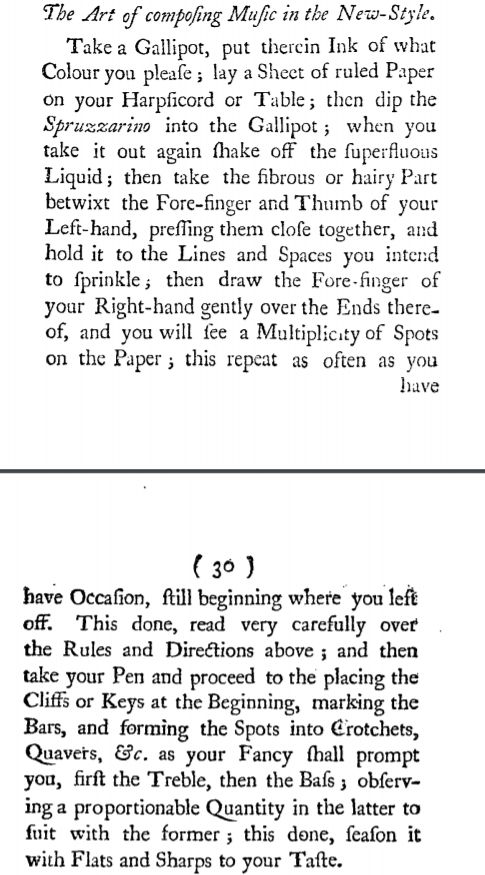 The Art of compoſing Muſic in the New-Style.
Take a Gallipot, put therein Ink of what
Colour you pleaſe ; lay a Sheet of ruled Paper
on your Harpſicord or Table ; then dip the
Spruzzarino into the Gallipot ; when you
take it out again ſhake off the ſuperfluous
Liquid ; then take the fibrous or hairy Part
betwixt the Fore-finger and Thumb of your
Left-hand, preſſing them cloſe together, and
hold it to the Lines and Spaces you intend
to ſprinkle ; then draw the Fore-finger of
your Right-hand gently over the Ends there-
of, and you will ſee a Multiplicity of Spots
on the Paper ; this repeat as often as you
have
( 30 )
have Occaſion, ſtill beginning where you left
off. This done, read very carefully over
the Rules and Directions above ; and then
take your Pen and proceed to the placing the
Cliffs or Keys at the Beginning, marking the
Bars, and forming the Spots into Crotchets,
Quavers, &c. as your Fancy ſhall prompt
you, firſt the Treble, then the Baſs ; obſerv-
ing a proportionable Quantity in the latter to
ſuit with the former ; this done, ſeaſon it
with Flats and Sharps to your Taſte.